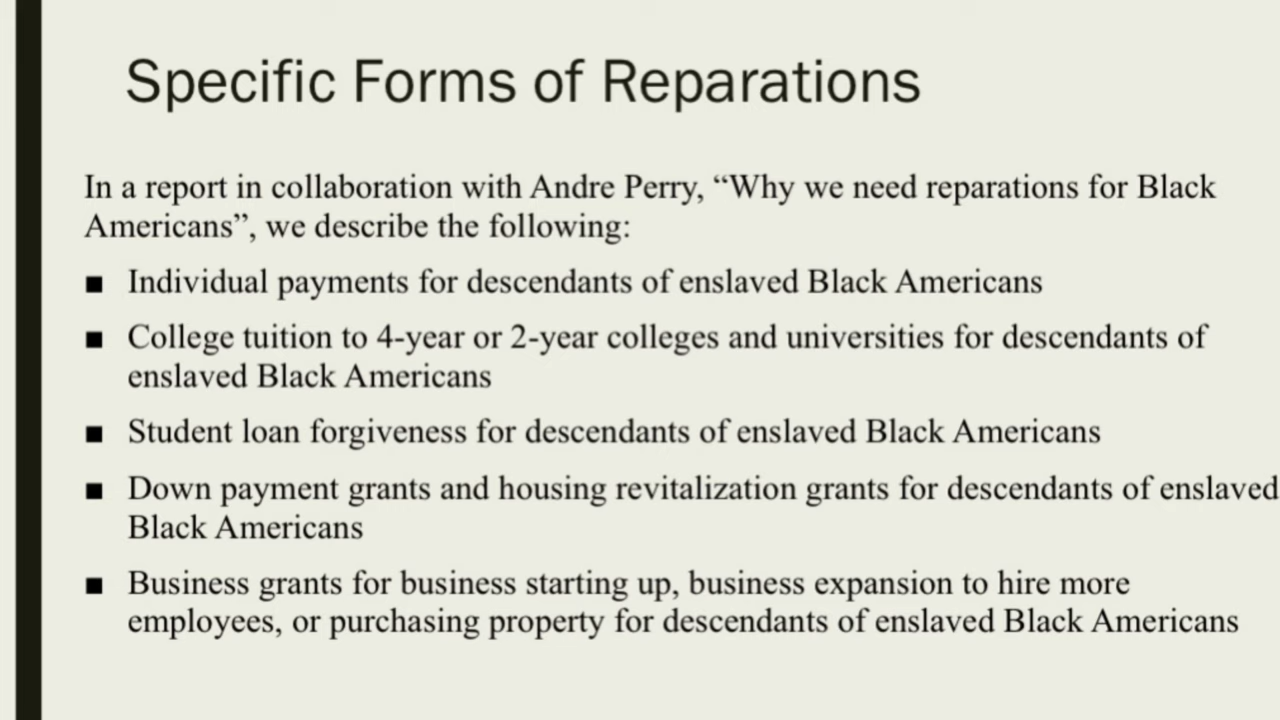 Specific Forms of Reparations
In a report in collaboration with Andre Perry, “Why we need reparations for Black
Americans”, we describe the following:
■ Individual payments for descendants of enslaved Black Americans
■ College tuition to 4-year or 2-year colleges and universities for descendants of
enslaved Black Americans
■ Student loan forgiveness for descendants of enslaved Black Americans
■ Down payment grants and housing revitalization grants for descendants of enslaved
Black Americans
■ Business grants for business starting up, business expansion to hire more
employees, or purchasing property for descendants of enslaved Black Americans